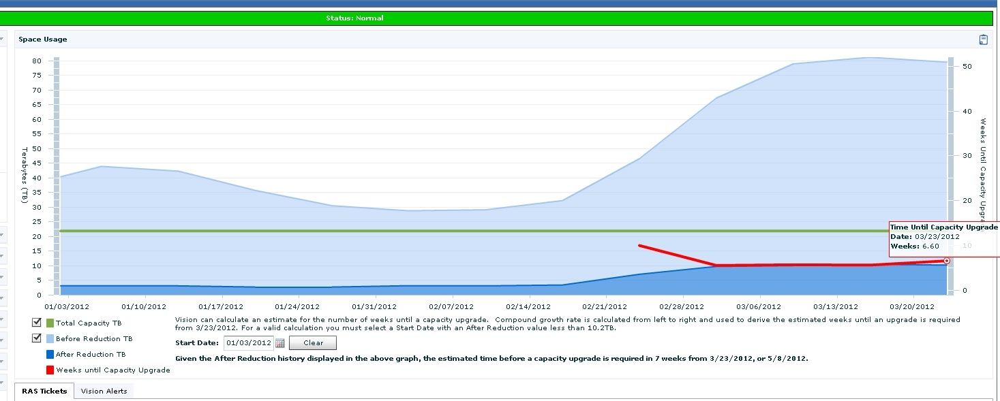 Status: Normal
Space Usage
80
75
70
65
60
55
50
45
40
35
30
25
20
15
10
5
0
Terabytes (TB)
50
40
30
20
10
0
Weeks Until Capacity Upgra
Time Until Capacity Upgrade
Date: 03/23/2012
Weeks: 6.60
01/03/2012 01/10/2012 01/17/2012 01/24/2012 01/31/2012 02/07/2012 02/14/2012 02/21/2012 02/28/2012 03/06/2012 03/13/2012 03/20/2012
Total Capacity TB
Before Reduction TB
After Reduction TB
Weeks until Capacity Upgrade
Vision can calculate an estimate for the number of weeks until a capacity upgrade. Compound growth rate is calculated from left to right and used to derive the estimated weeks until an upgrade is required
from 3/23/2012. For a valid calculation you must select a Start Date with an After Reduction value less than 10.2TB.
Start Date: 01/03/2012 Clear
Given the After Reduction history displayed in the above graph, the estimated time before a capacity upgrade is required in 7 weeks from 3/23/2012, or 5/8/2012.
RAS Tickets Vision Alerts